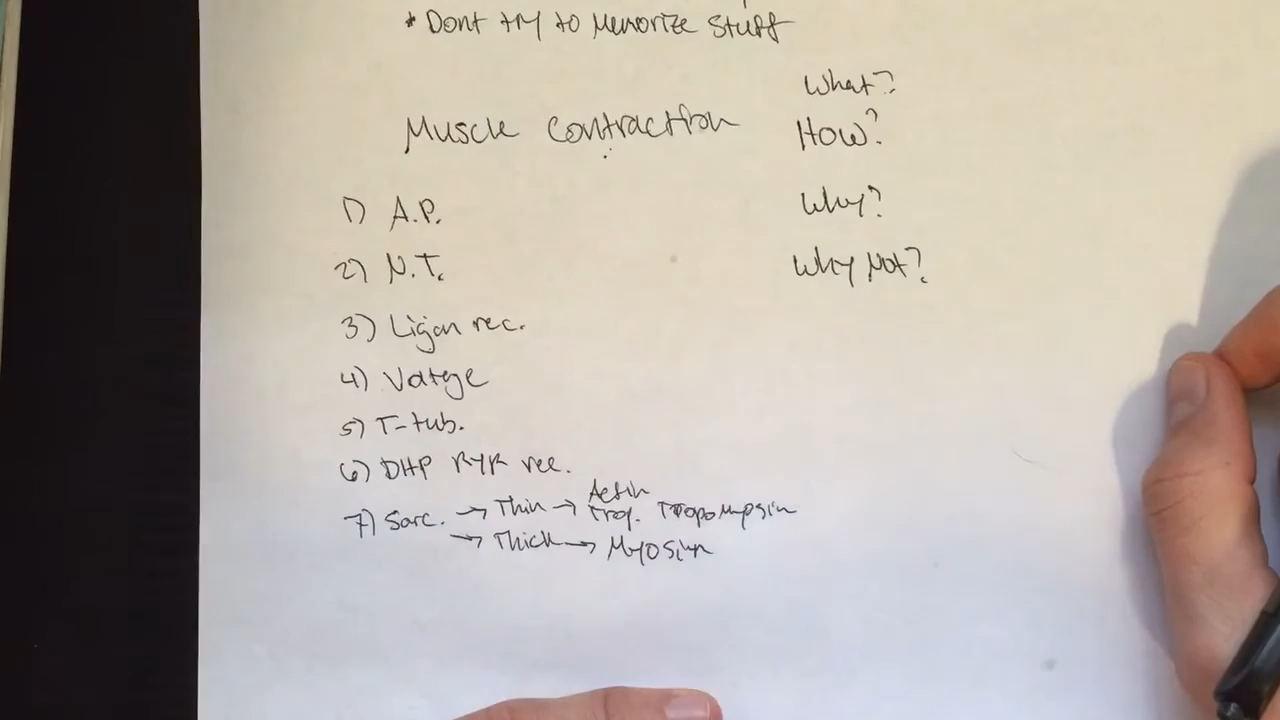 * Dont try to Memorize Stuff
What?
Muscle Contraction
How?
1) A.P.
Why?
2) N.T.
Why Not?
3) Ligan rec.
4) Voltge
5) T-tub.
6) DHP RYR rec.
7) Sarc. → Thin → Actin
Trop. Tropomyosin
→ Thick → Myosin